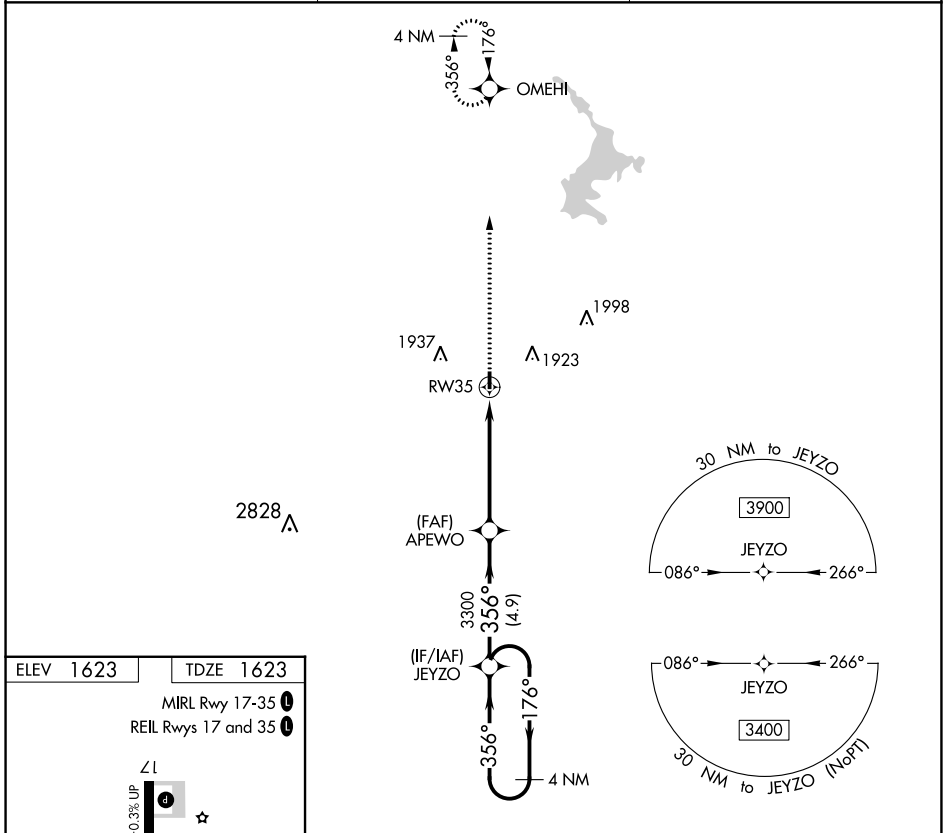 4 NM
356°
176°
OMEHI
1998
1937
1923
RW35
2828
(FAF)
APEWO
3300
356°
(4.9)
(IF/IAF)
JEYZO
356°
176°
4 NM
30 NM to JEYZO
3900
JEYZO
086°
266°
086°
266°
JEYZO
3400
30 NM to JEYZO (NoPT)
ELEV 1623
TDZE 1623
MIRL Rwy 17-35 L
REIL Rwys 17 and 35 L
17
0.3% UP
P